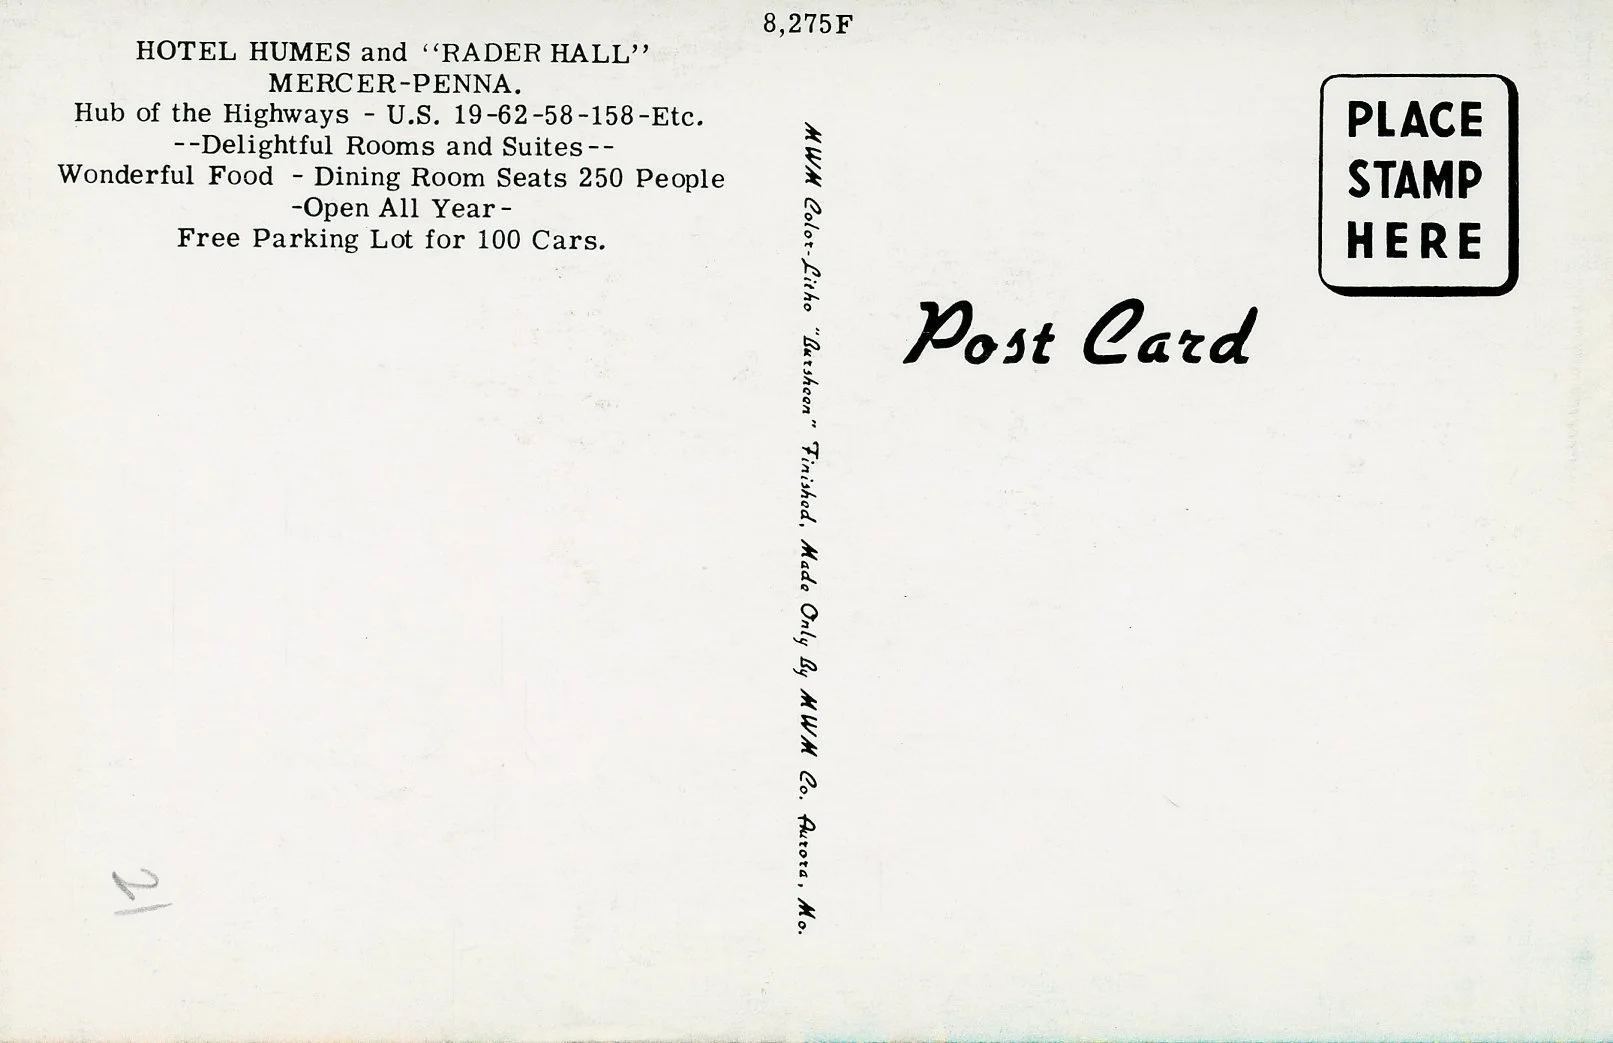 8,275F
HOTEL HUMES and "RADER HALL"
MERCER-PENNA.
Hub of the Highways - U.S. 19-62-58-158-Etc.
--Delightful Rooms and Suites--
Wonderful Food - Dining Room Seats 250 People
-Open All Year-
Free Parking Lot for 100 Cars.
MWM Color-Litho "Bursheen" Finished, Made Only By MWM Co. Aurora, Mo.
PLACE
STAMP
HERE
Post Card
21